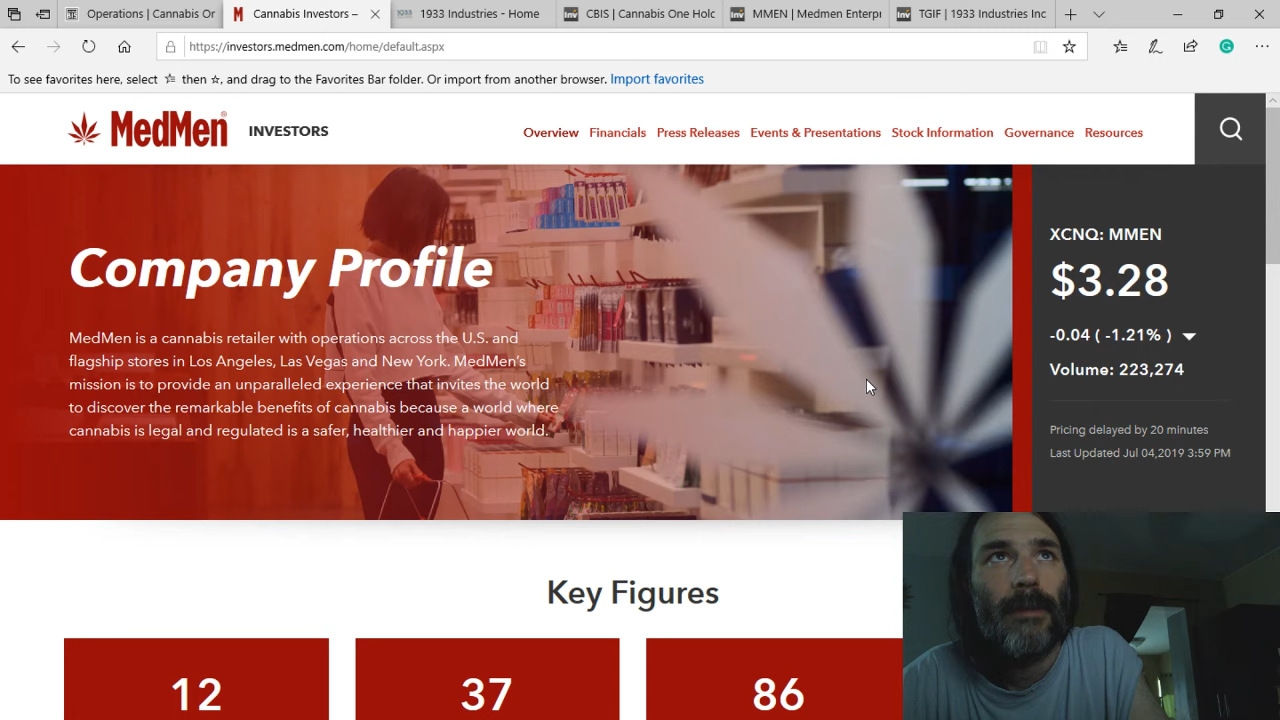 Operations | Cannabis Or
Cannabis Investors –
1933 Industries - Home
CBIS | Cannabis One Holc
MMEN | Medmen Enterpr
TGIF | 1933 Industries Inc
https://investors.medmen.com/home/default.aspx
To see favorites here, select ☆ then ☆, and drag to the Favorites Bar folder. Or import from another browser. Import favorites
MedMen® INVESTORS
Overview Financials Press Releases Events & Presentations Stock Information Governance Resources
Company Profile
MedMen is a cannabis retailer with operations across the U.S. and
flagship stores in Los Angeles, Las Vegas and New York. MedMen's
mission is to provide an unparalleled experience that invites the world
to discover the remarkable benefits of cannabis because a world where
cannabis is legal and regulated is a safer, healthier and happier world.
XCNQ: MMEN
$3.28
-0.04 ( -1.21% )
Volume: 223,274
Pricing delayed by 20 minutes
Last Updated Jul 04,2019 3:59 PM
Key Figures
12
37
86